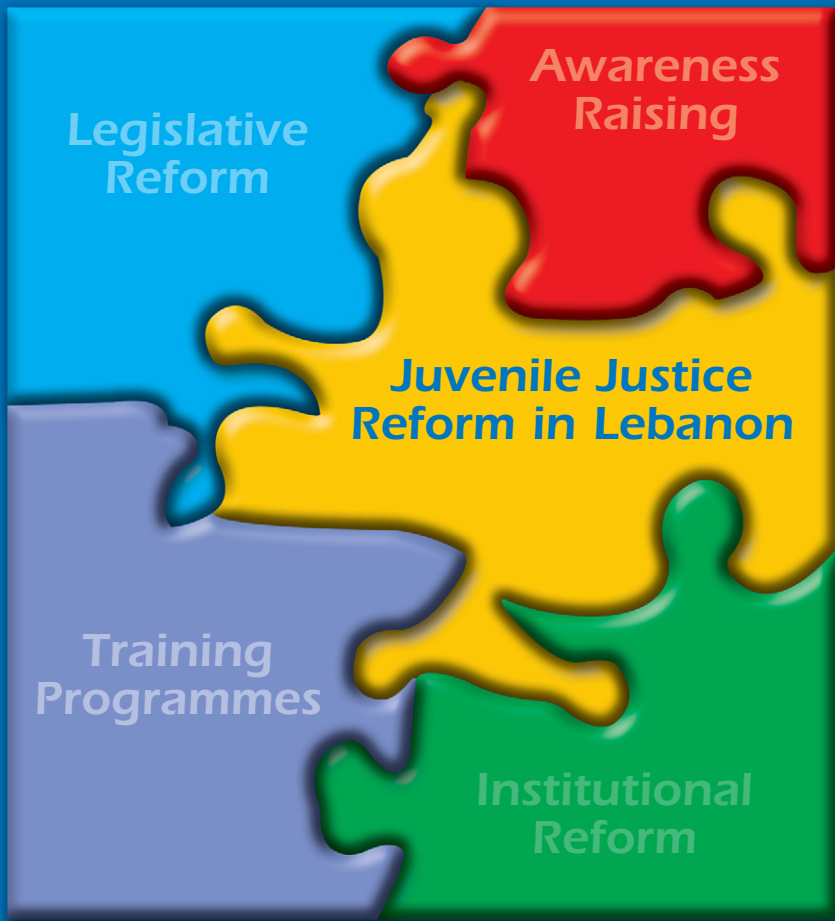 Legislative
Reform
Awareness
Raising
Juvenile Justice
Reform in Lebanon
Training
Programmes
Institutional
Reform